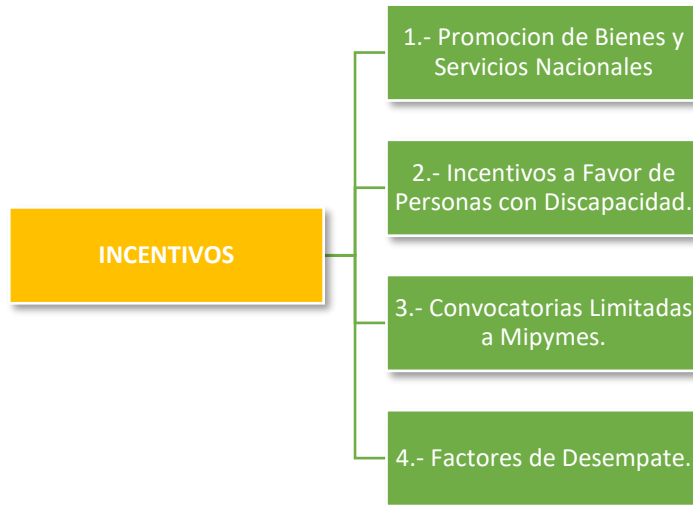 1.- Promocion de Bienes y
Servicios Nacionales
2.- Incentivos a Favor de
Personas con Discapacidad.
INCENTIVOS
3.- Convocatorias Limitadas
a Mipymes.
4.- Factores de Desempate.